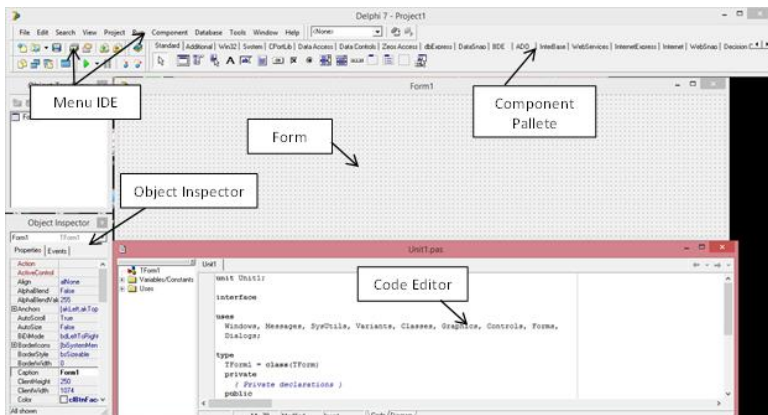 Delphi 7 - Project1
File Edit Search View Project Run Component Database Tools Window Help <None>
Standard Additional Win32 System CPortLib Data Access Data Controls Zeos Access dbExpress DataSnap BDE ADO InterBase WebServices InternetExpress Internet WebSnap Decision C
Form1
Menu IDE
Component
Pallete
Form
Object Inspector
Object Inspector
Form1 TForm1
Properties Events
Action
ActiveControl
Align alNone
AlphaBlend False
AlphaBlendVal 255
Anchors [akLeft,akTop
AutoScroll True
AutoSize False
BiDiMode bdLeftToRight
BorderIcons [biSystemMen
BorderStyle bsSizeable
BorderWidth 0
Caption Form1
ClientHeight 250
ClientWidth 1074
Color clBtnFac
All shown
Unit1.pas
TForm1
Variables/Constants
Uses
Unit1
Code Editor
unit Unit1;
interface
uses
Windows, Messages, SysUtils, Variants, Classes, Graphics, Controls, Forms,
Dialogs;
type
TForm1 = class(TForm)
private
{ Private declarations }
public